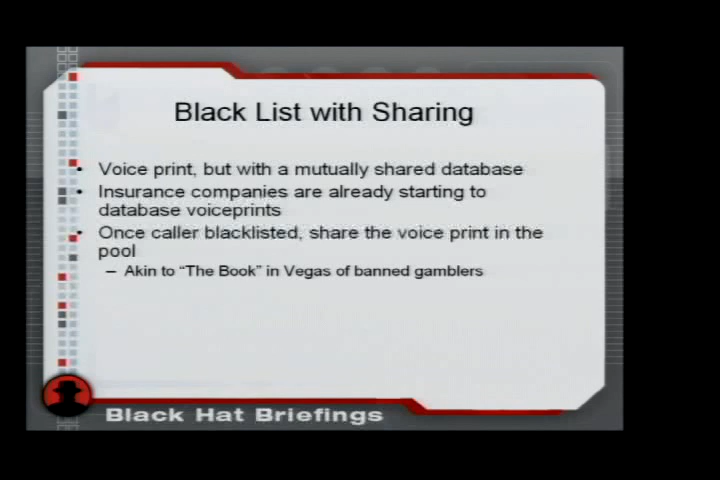 Black List with Sharing
• Voice print, but with a mutually shared database
• Insurance companies are already starting to
database voiceprints
• Once caller blacklisted, share the voice print in the
pool
– Akin to “The Book” in Vegas of banned gamblers
Black Hat Briefings